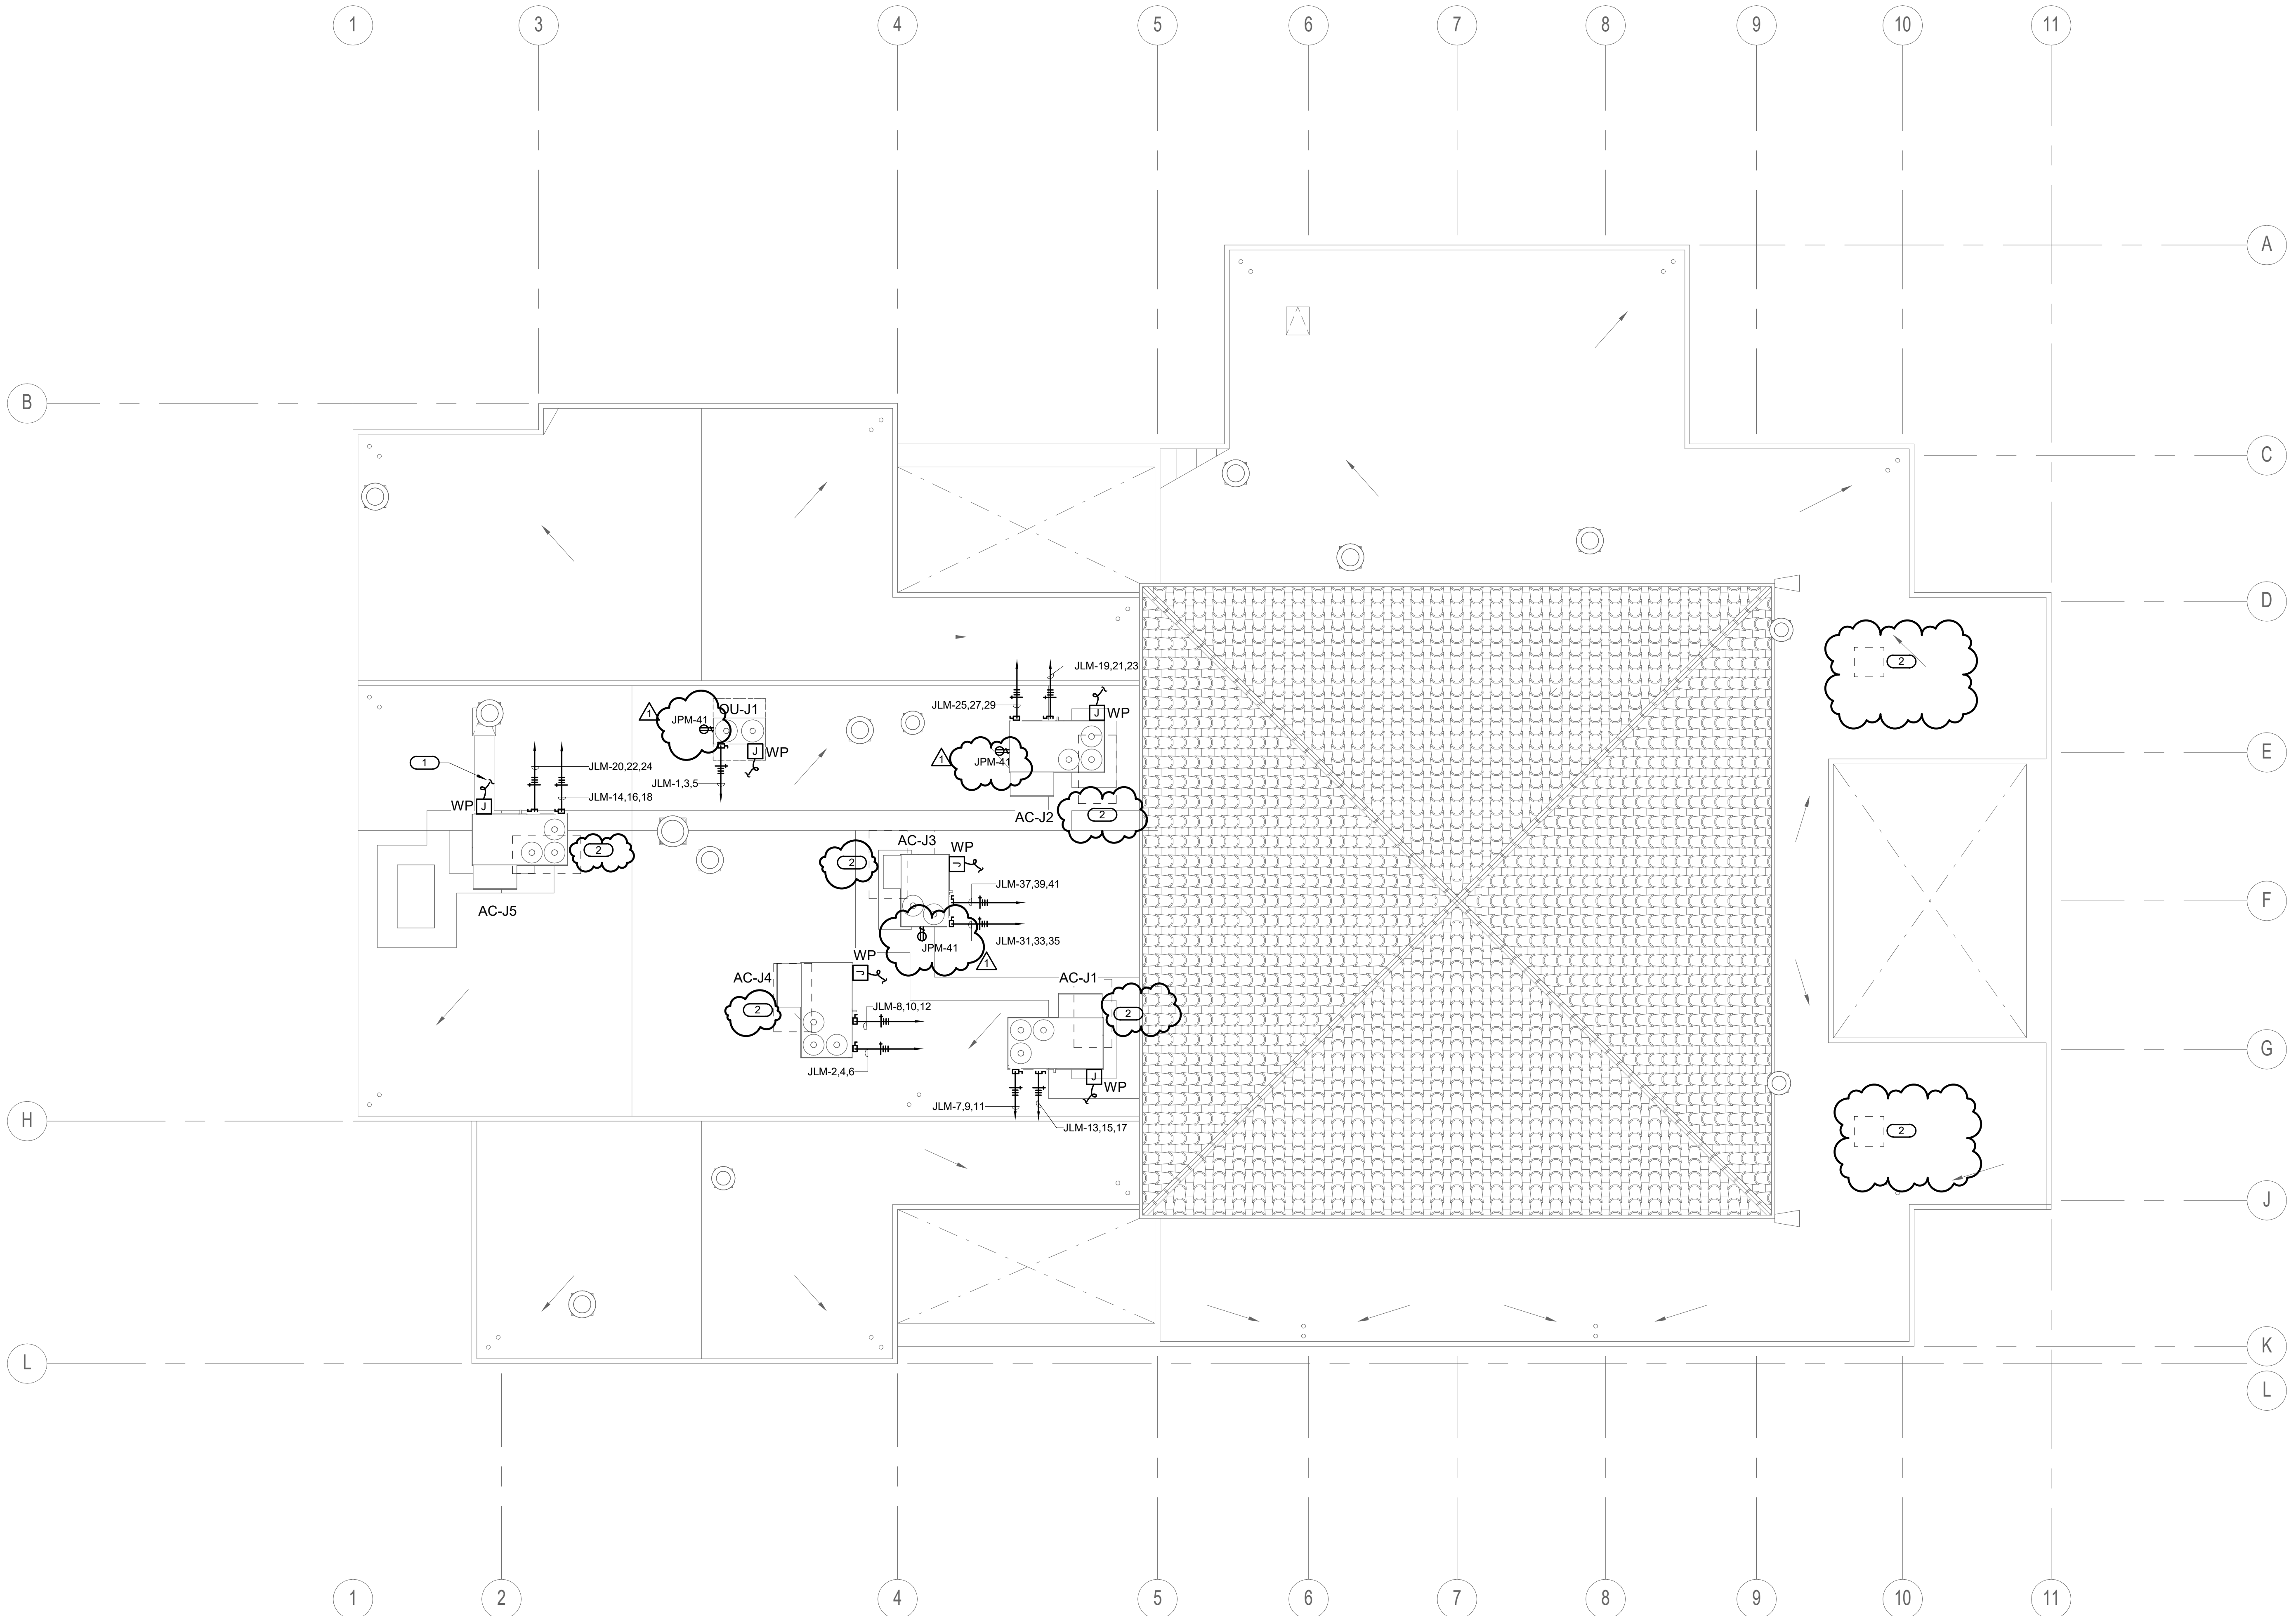 1
3
4
5
6
7
8
9
10
11
A
B
C
D
2
JLM-19,21,23
1
JPM-41
OU-J1
J
WP
JLM-25,27,29
J
WP
E
1
JLM-20,22,24
JLM-1,3,5
1
JPM-41
WP
J
JLM-14,16,18
AC-J2
2
2
AC-J3
WP
J
2
JLM-37,39,41
F
AC-J5
JLM-31,33,35
JPM-41
1
WP
J
AC-J4
AC-J1
2
JLM-8,10,12
2
G
JLM-2,4,6
J
WP
JLM-7,9,11
H
JLM-13,15,17
2
J
K
L
L
1
2
4
5
6
7
8
9
10
11